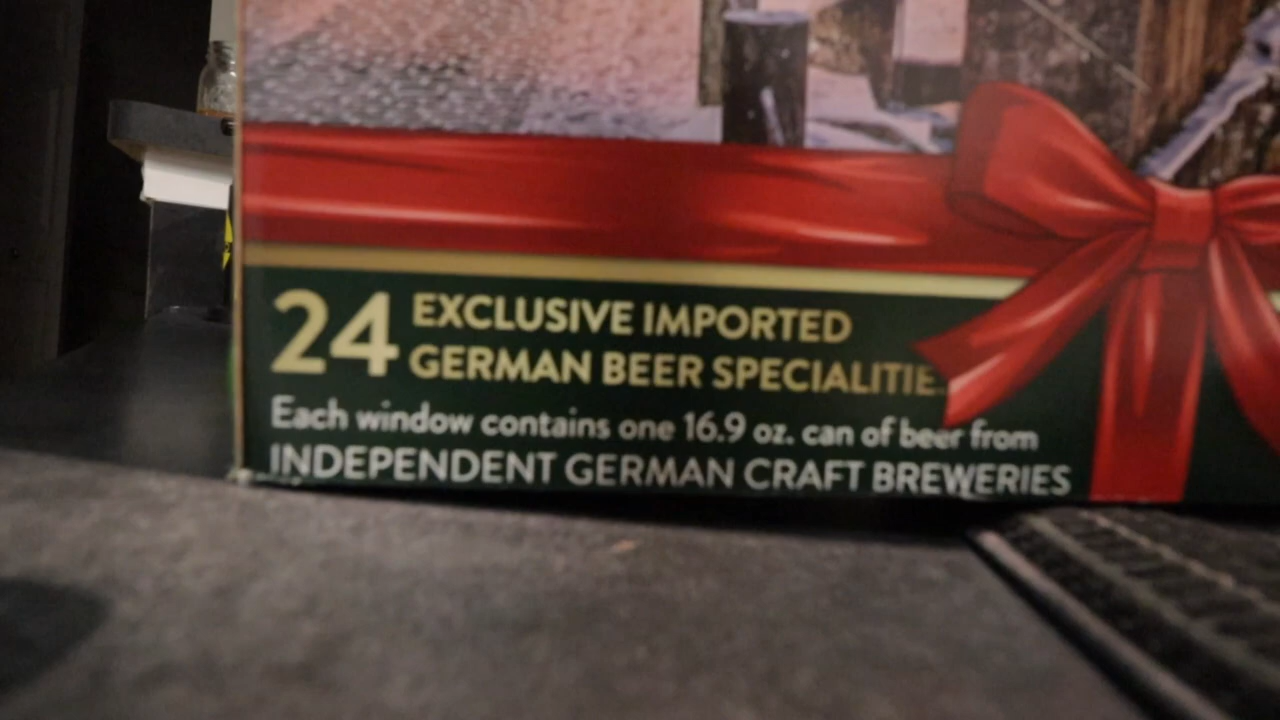 24 EXCLUSIVE IMPORTED
GERMAN BEER SPECIALITIE
Each window contains one 16.9 oz. can of beer from
INDEPENDENT GERMAN CRAFT BREWERIES